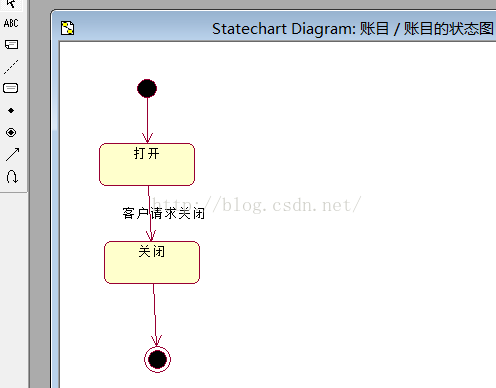 Statechart Diagram: 账目 / 账目的状态图
ABC
打开
http://blog.csdn.net/
客户请求关闭
关闭